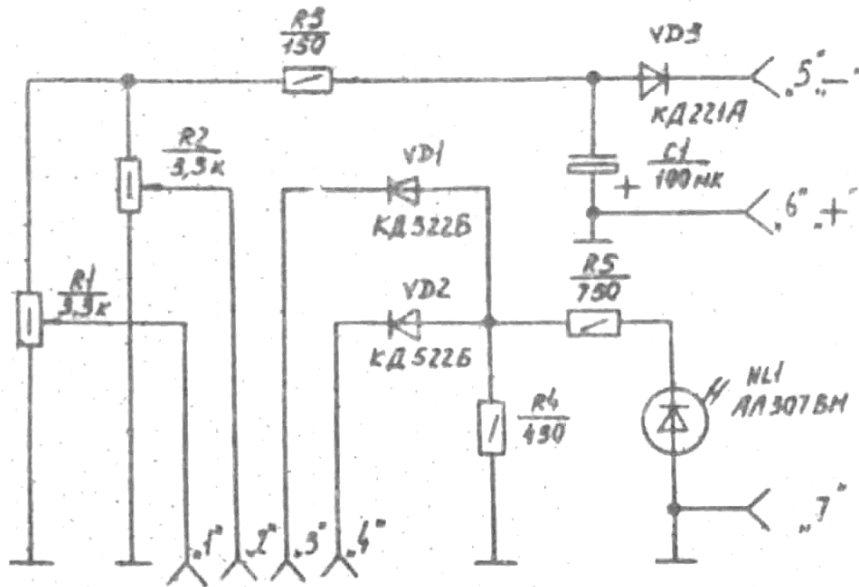 R3
150
VD3
„5” „—”
КД221А
R2
3,3к
VD1
C1
100мк
+
КД522Б
„6” „+”
R1
3,3к
VD2
R5
750
КД522Б
HL1
АЛ307БМ
R4
430
„7”
„1”
„2”
„3”
„4”